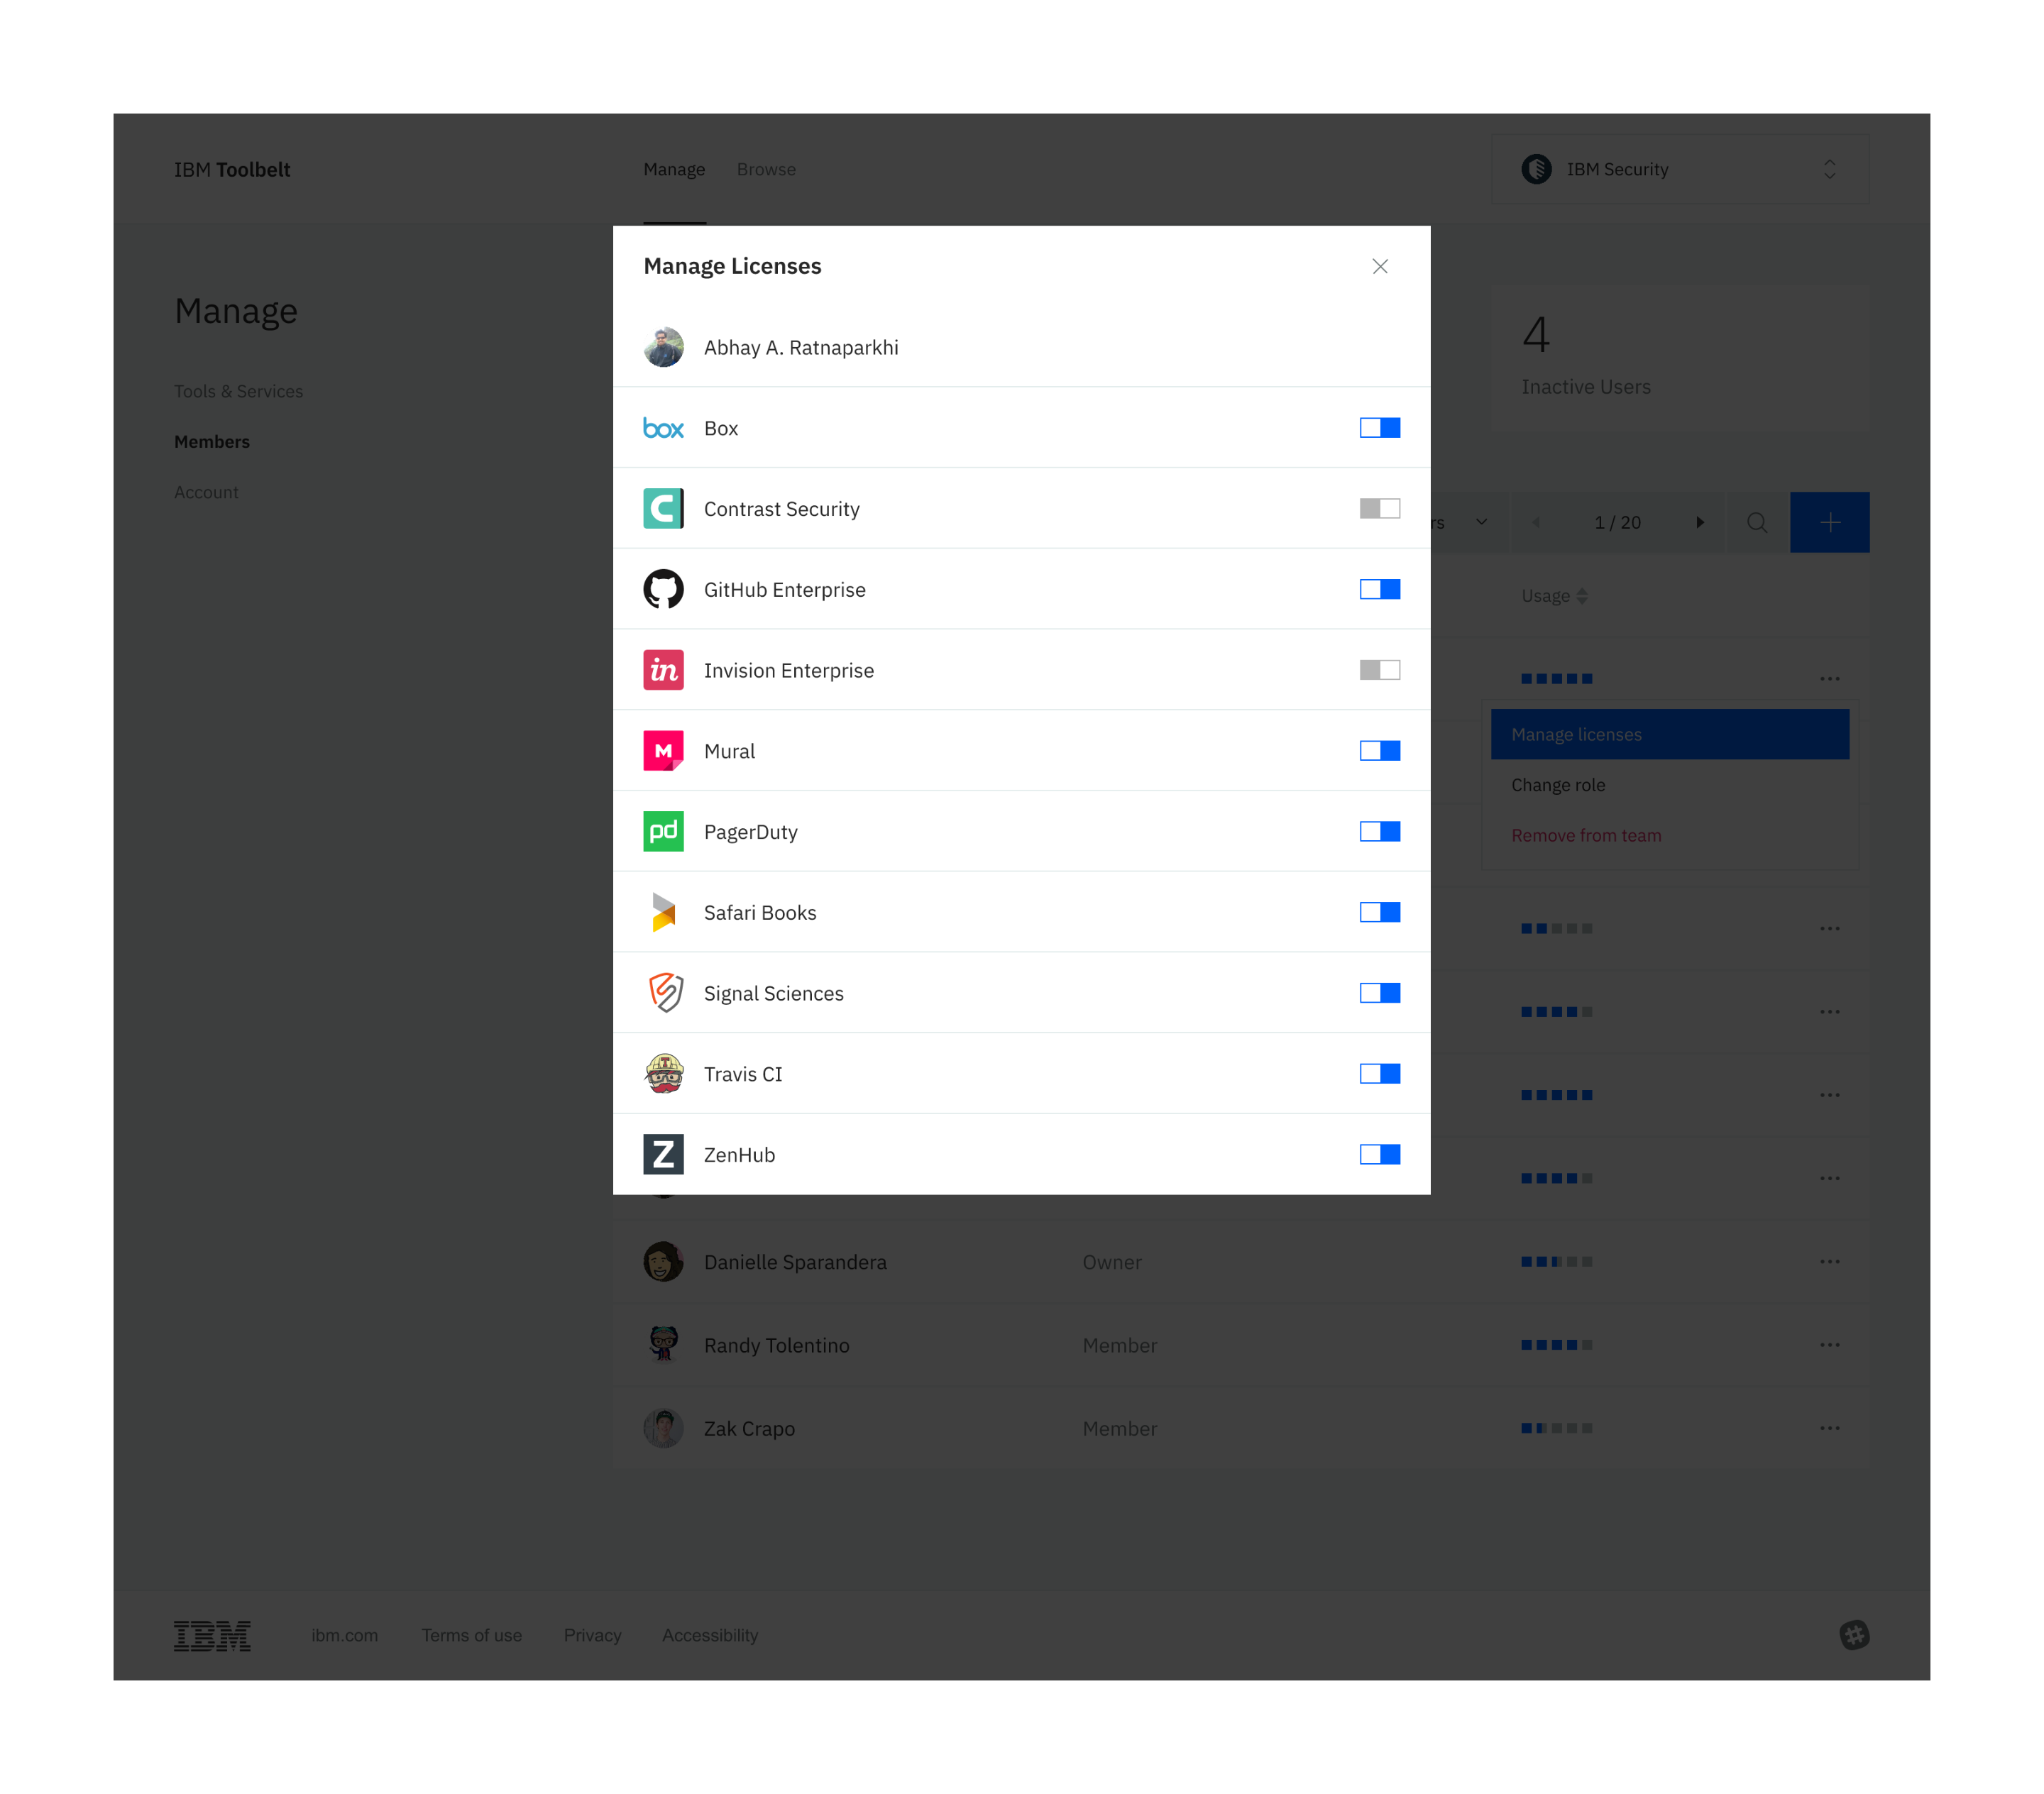 IBM Toolbelt
Manage
Browse
IBM Security
Manage
Tools & Services
Members
Account
Manage Licenses
Abhay A. Ratnaparkhi
box Box
Contrast Security
GitHub Enterprise
in Invision Enterprise
M Mural
pd PagerDuty
Safari Books
Signal Sciences
Travis CI
Z ZenHub
4
Inactive Users
rs
1 / 20
Usage
Manage licenses
Change role
Remove from team
Danielle Sparandera Owner
Randy Tolentino Member
Zak Crapo Member
IBM
ibm.com
Terms of use
Privacy
Accessibility